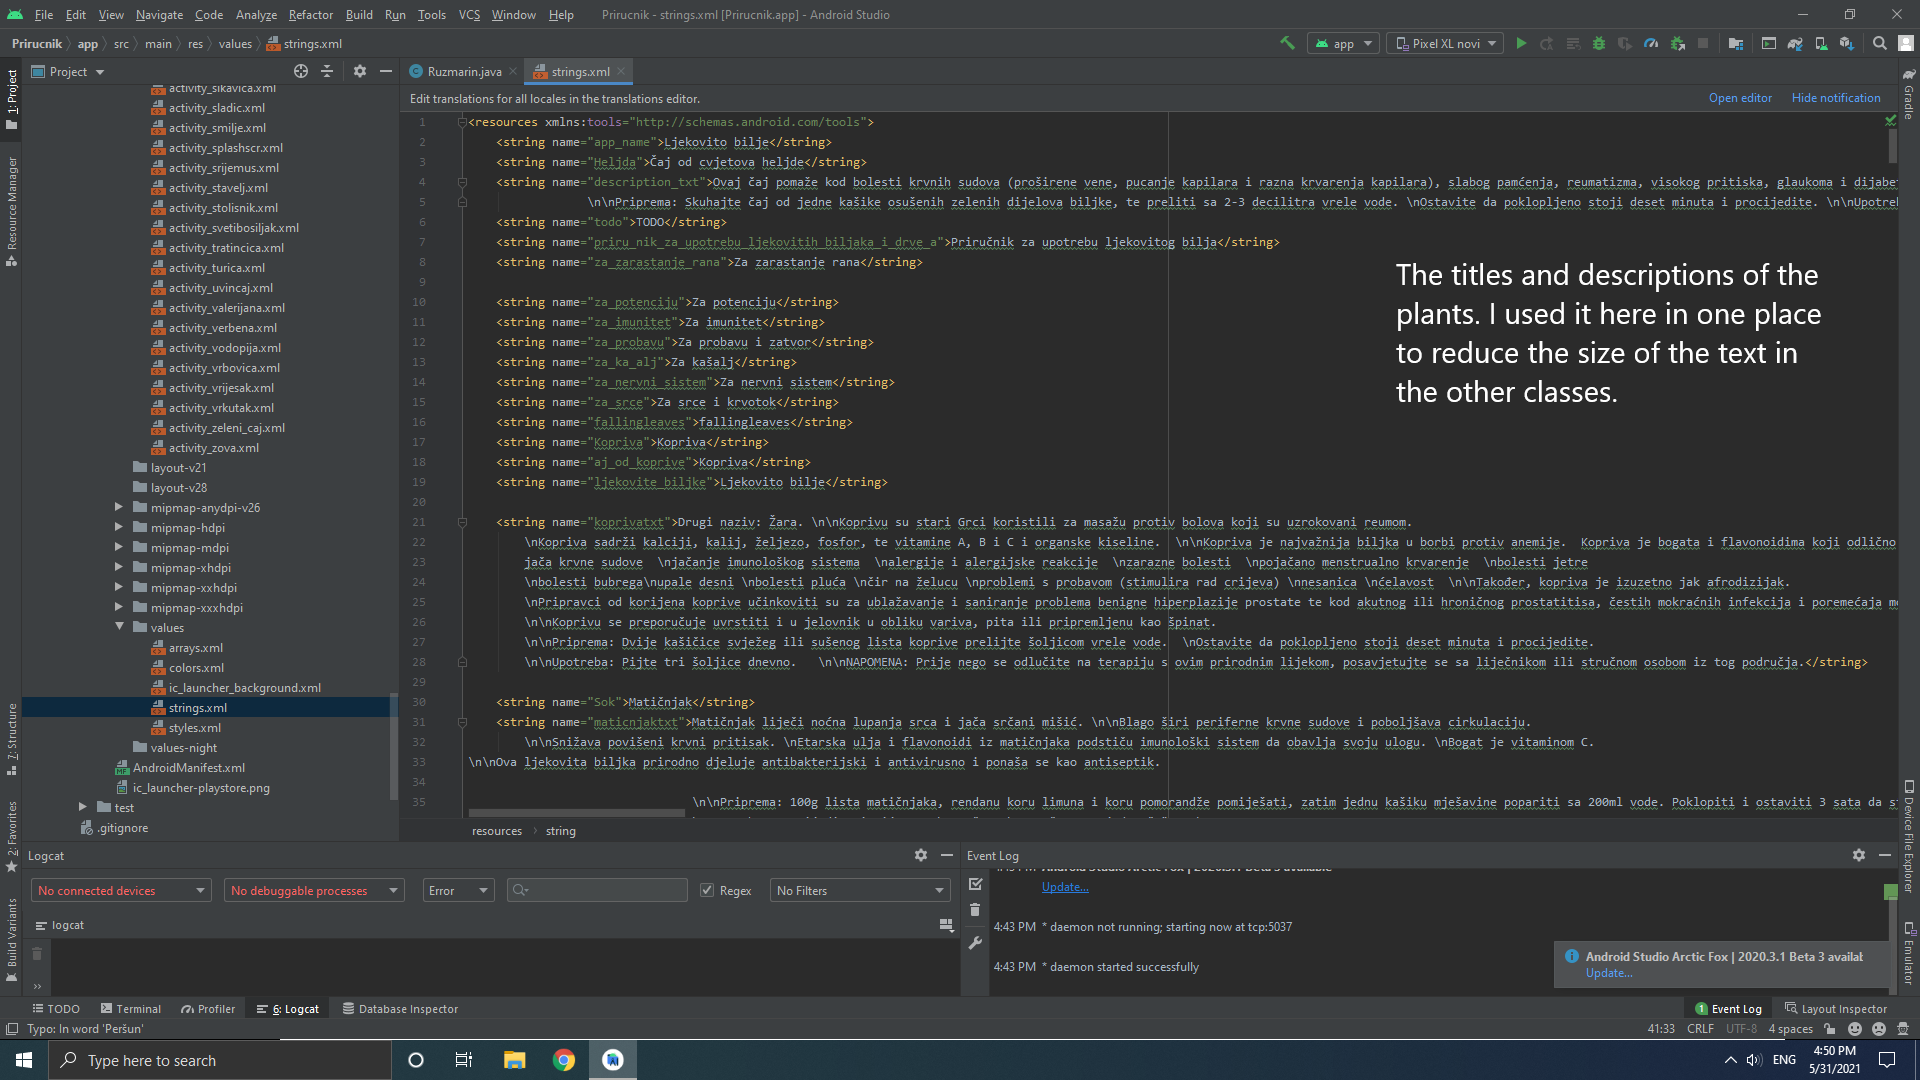 File Edit View Navigate Code Analyze Refactor Build Run Tools VCS Window Help Prirucnik - strings.xml [Prirucnik.app] - Android Studio
Prirucnik app src main res values strings.xml app Pixel XL novi
Project Ruzmarin.java strings.xml
1: Project
Resource Manager
7: Structure
2: Favorites
Build Variants
activity_sikavica.xml
activity_sladic.xml
activity_smilje.xml
activity_splashscr.xml
activity_srijemus.xml
activity_stavelj.xml
activity_stolisnik.xml
activity_svetibosiljak.xml
activity_tratincica.xml
activity_turica.xml
activity_uvincaj.xml
activity_valerijana.xml
activity_verbena.xml
activity_vodopija.xml
activity_vrbovica.xml
activity_vrijesak.xml
activity_vrkutak.xml
activity_zeleni_caj.xml
activity_zova.xml
layout-v21
layout-v28
mipmap-anydpi-v26
mipmap-hdpi
mipmap-mdpi
mipmap-xhdpi
mipmap-xxhdpi
mipmap-xxxhdpi
values
arrays.xml
colors.xml
ic_launcher_background.xml
strings.xml
styles.xml
values-night
AndroidManifest.xml
ic_launcher-playstore.png
test
.gitignore
Edit translations for all locales in the translations editor. Open editor Hide notification
1 <resources xmlns:tools="http://schemas.android.com/tools">
2 <string name="app_name">Ljekovito bilje</string>
3 <string name="Heljda">Čaj od cvjetova heljde</string>
4 <string name="description_txt">Ovaj čaj pomaže kod bolesti krvnih sudova (proširene vene, pucanje kapilara i razna krvarenja kapilara), slabog pamćenja, reumatizma, visokog pritiska, glaukoma i dijabet
5 \n\nPriprema: Skuhajte čaj od jedne kašike osušenih zelenih dijelova biljke, te preliti sa 2-3 decilitra vrele vode. \nOstavite da poklopljeno stoji deset minuta i procijedite. \n\nUpotreb
6 <string name="todo">TODO</string>
7 <string name="priru_nik_za_upotrebu_ljekovitih_biljaka_i_drve_a">Priručnik za upotrebu ljekovitog bilja</string>
8 <string name="za_zarastanje_rana">Za zarastanje rana</string>
9
10 <string name="za_potenciju">Za potenciju</string>
11 <string name="za_imunitet">Za imunitet</string>
12 <string name="za_probavu">Za probavu i zatvor</string>
13 <string name="za_ka_alj">Za kašalj</string>
14 <string name="za_nervni_sistem">Za nervni sistem</string>
15 <string name="za_srce">Za srce i krvotok</string>
16 <string name="fallingleaves">fallingleaves</string>
17 <string name="Kopriva">Kopriva</string>
18 <string name="aj_od_koprive">Kopriva</string>
19 <string name="ljekovite_biljke">Ljekovito bilje</string>
20
21 <string name="koprivatxt">Drugi naziv: Žara. \n\nKoprivu su stari Grci koristili za masažu protiv bolova koji su uzrokovani reumom.
22 \nKopriva sadrži kalciji, kalij, željezo, fosfor, te vitamine A, B i C i organske kiseline. \n\nKopriva je najvažnija biljka u borbi protiv anemije. Kopriva je bogata i flavonoidima koji odlično
23 jača krvne sudove \njačanje imunološkog sistema \nalergije i alergijske reakcije \nzarazne bolesti \npojačano menstrualno krvarenje \nbolesti jetre
24 \nbolesti bubrega\nupale desni \nbolesti pluća \nčir na želucu \nproblemi s probavom (stimulira rad crijeva) \nnesanica \nćelavost \n\nTakođer, kopriva je izuzetno jak afrodizijak.
25 \nPripravci od korijena koprive učinkoviti su za ublažavanje i saniranje problema benigne hiperplazije prostate te kod akutnog ili hroničnog prostatitisa, čestih mokraćnih infekcija i poremećaja mo
26 \n\nKoprivu se preporučuje uvrstiti i u jelovnik u obliku variva, pita ili pripremljenu kao špinat.
27 \n\nPriprema: Dvije kašičice svježeg ili sušenog lista koprive prelijte šoljicom vrele vode. \nOstavite da poklopljeno stoji deset minuta i procijedite.
28 \n\nUpotreba: Pijte tri šoljice dnevno. \n\nNAPOMENA: Prije nego se odlučite na terapiju s ovim prirodnim lijekom, posavjetujte se sa liječnikom ili stručnom osobom iz tog područja.</string>
29
30 <string name="Sok">Matičnjak</string>
31 <string name="maticnjaktxt">Matičnjak liječi noćna lupanja srca i jača srčani mišić. \n\nBlago širi periferne krvne sudove i poboljšava cirkulaciju.
32 \n\nSnižava povišeni krvni pritisak. \nEtarska ulja i flavonoidi iz matičnjaka podstiču imunološki sistem da obavlja svoju ulogu. \nBogat je vitaminom C.
33 \n\nOva ljekovita biljka prirodno djeluje antibakterijski i antivirusno i ponaša se kao antiseptik.
34
35 \n\nPriprema: 100g lista matičnjaka, rendanu koru limuna i koru pomorandže pomiješati, zatim jednu kašiku mješavine popariti sa 200ml vode. Poklopiti i ostaviti 3 sata da st
The titles and descriptions of the
plants. I used it here in one place
to reduce the size of the text in
the other classes.
resources string
Gradle
Device File Explorer
Emulator
Logcat
No connected devices No debuggable processes Error Regex No Filters
logcat
Event Log
4:43 PM Android Studio Arctic Fox | 2020.3.1 Beta 3 available
Update...
4:43 PM * daemon not running; starting now at tcp:5037
4:43 PM * daemon started successfully
Android Studio Arctic Fox | 2020.3.1 Beta 3 availat
Update...
TODO Terminal Profiler 6: Logcat Database Inspector 1 Event Log Layout Inspector
Typo: In word 'Peršun' 41:33 CRLF UTF-8 4 spaces
Type here to search ENG 4:50 PM
5/31/2021